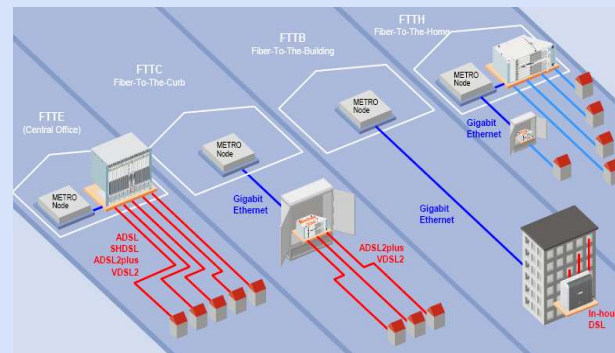 FTTH
Fiber-To-The-Home
METRO
Node
Gigabit
Ethernet
FTTB
Fiber-To-The-Building
METRO
Node
Gigabit
Ethernet
In-hou
DSL
FTTC
Fiber-To-The-Curb
METRO
Node
Gigabit
Ethernet
ADSL2plus
VDSL2
FTTE
(Central Office)
METRO
Node
ADSL
SHDSL
ADSL2plus
VDSL2